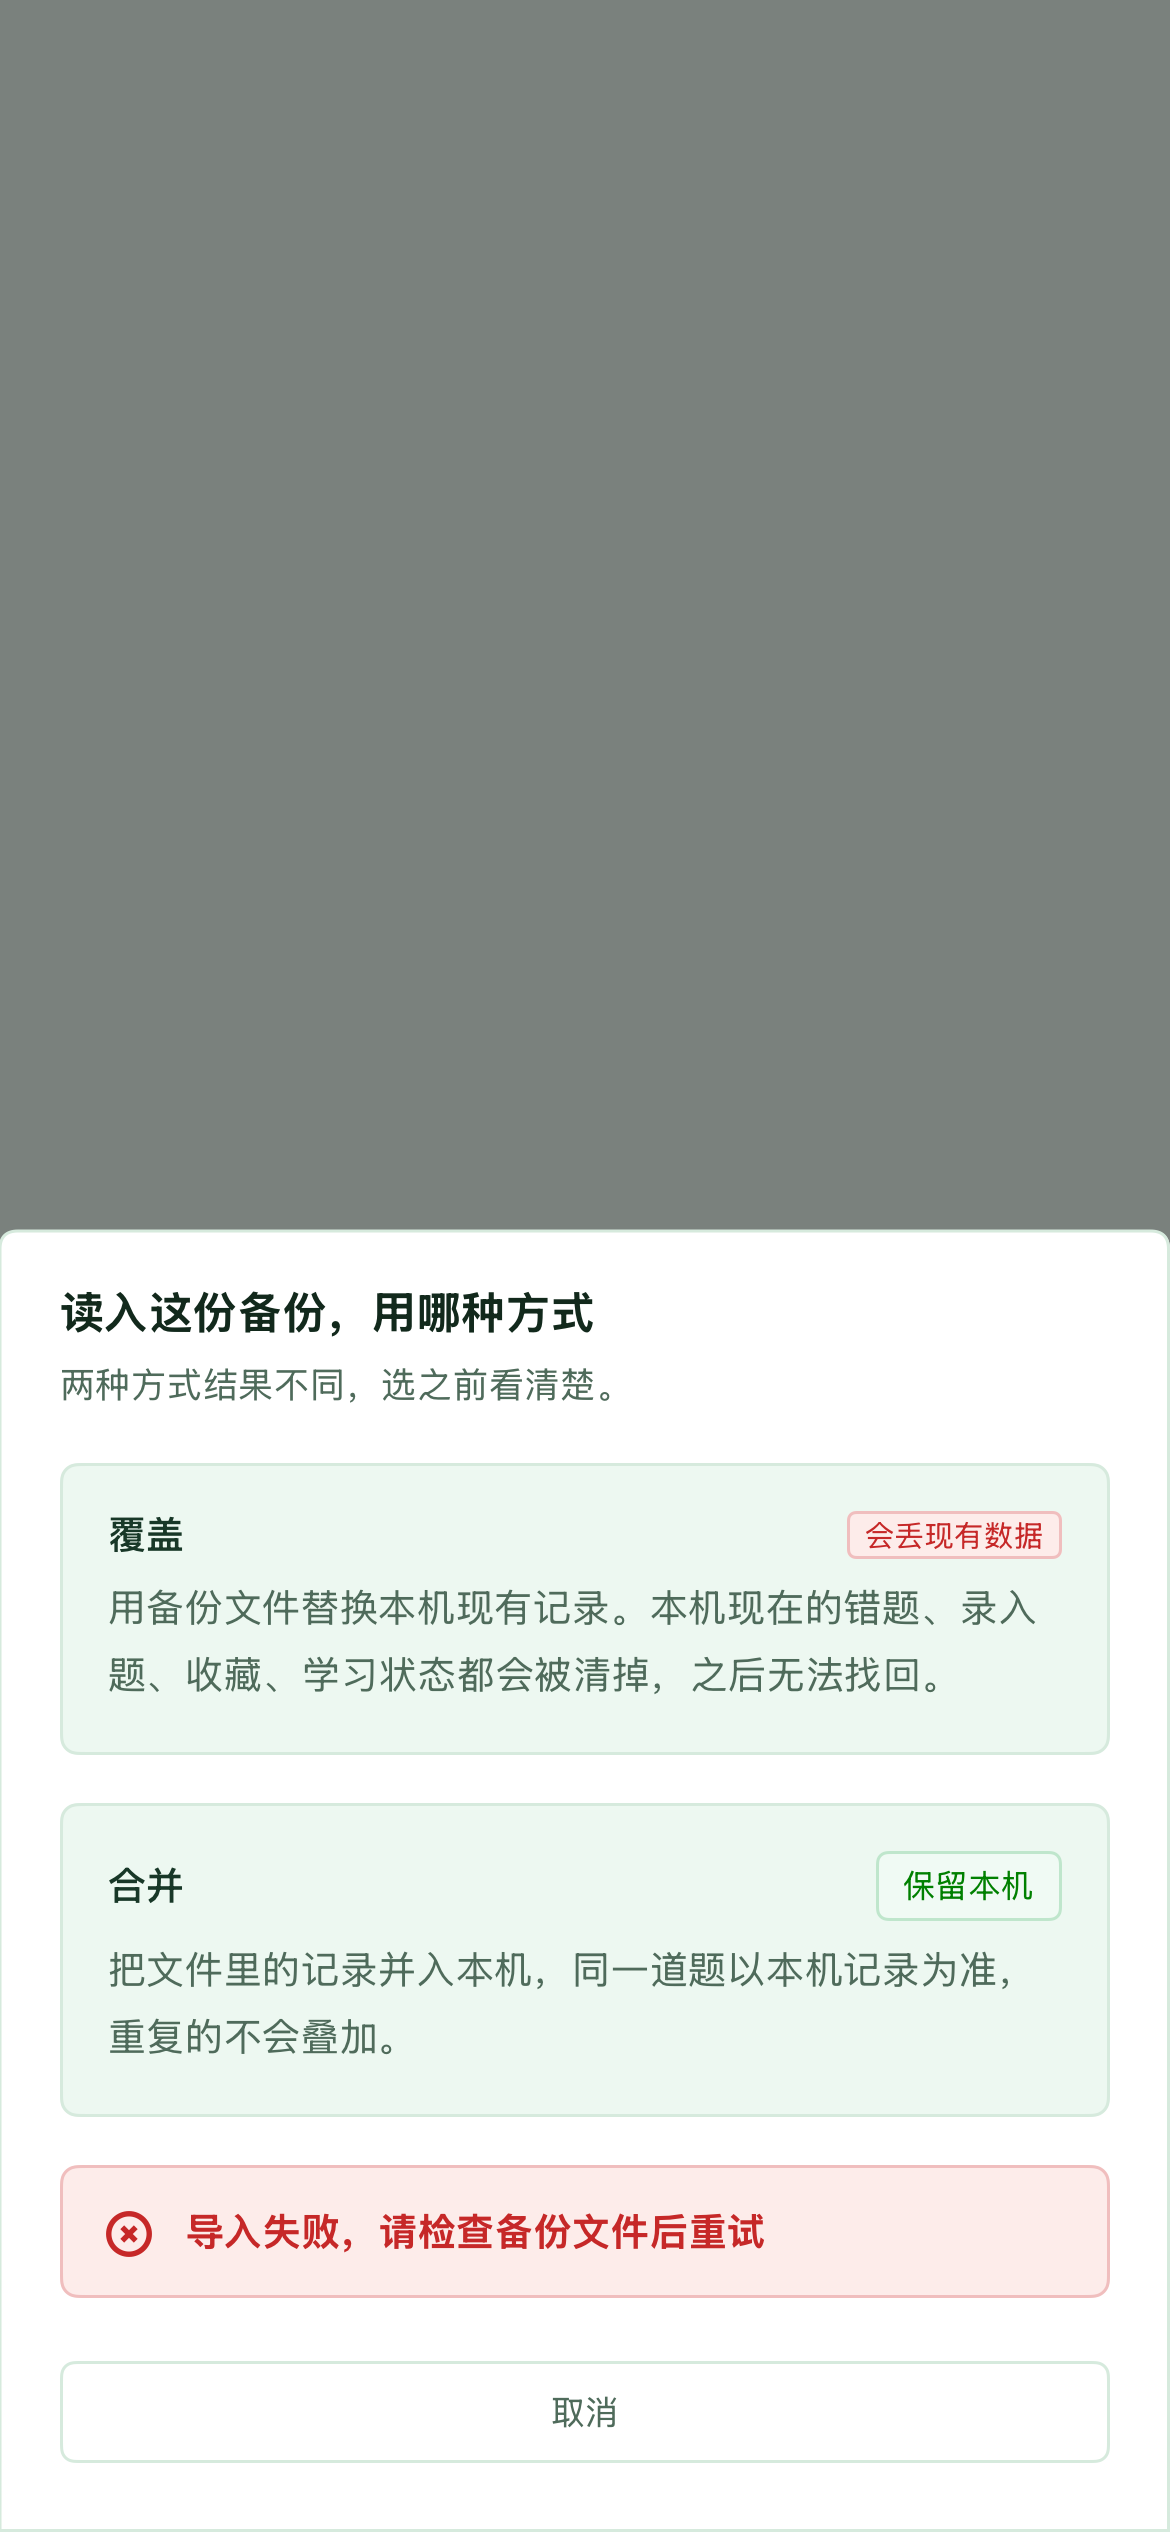 读入这份备份，用哪种方式
两种方式结果不同，选之前看清楚。
覆盖
会丢现有数据
用备份文件替换本机现有记录。本机现在的错题、录入
题、收藏、学习状态都会被清掉，之后无法找回。
合并
保留本机
把文件里的记录并入本机，同一道题以本机记录为准，
重复的不会叠加。
导入失败，请检查备份文件后重试
取消